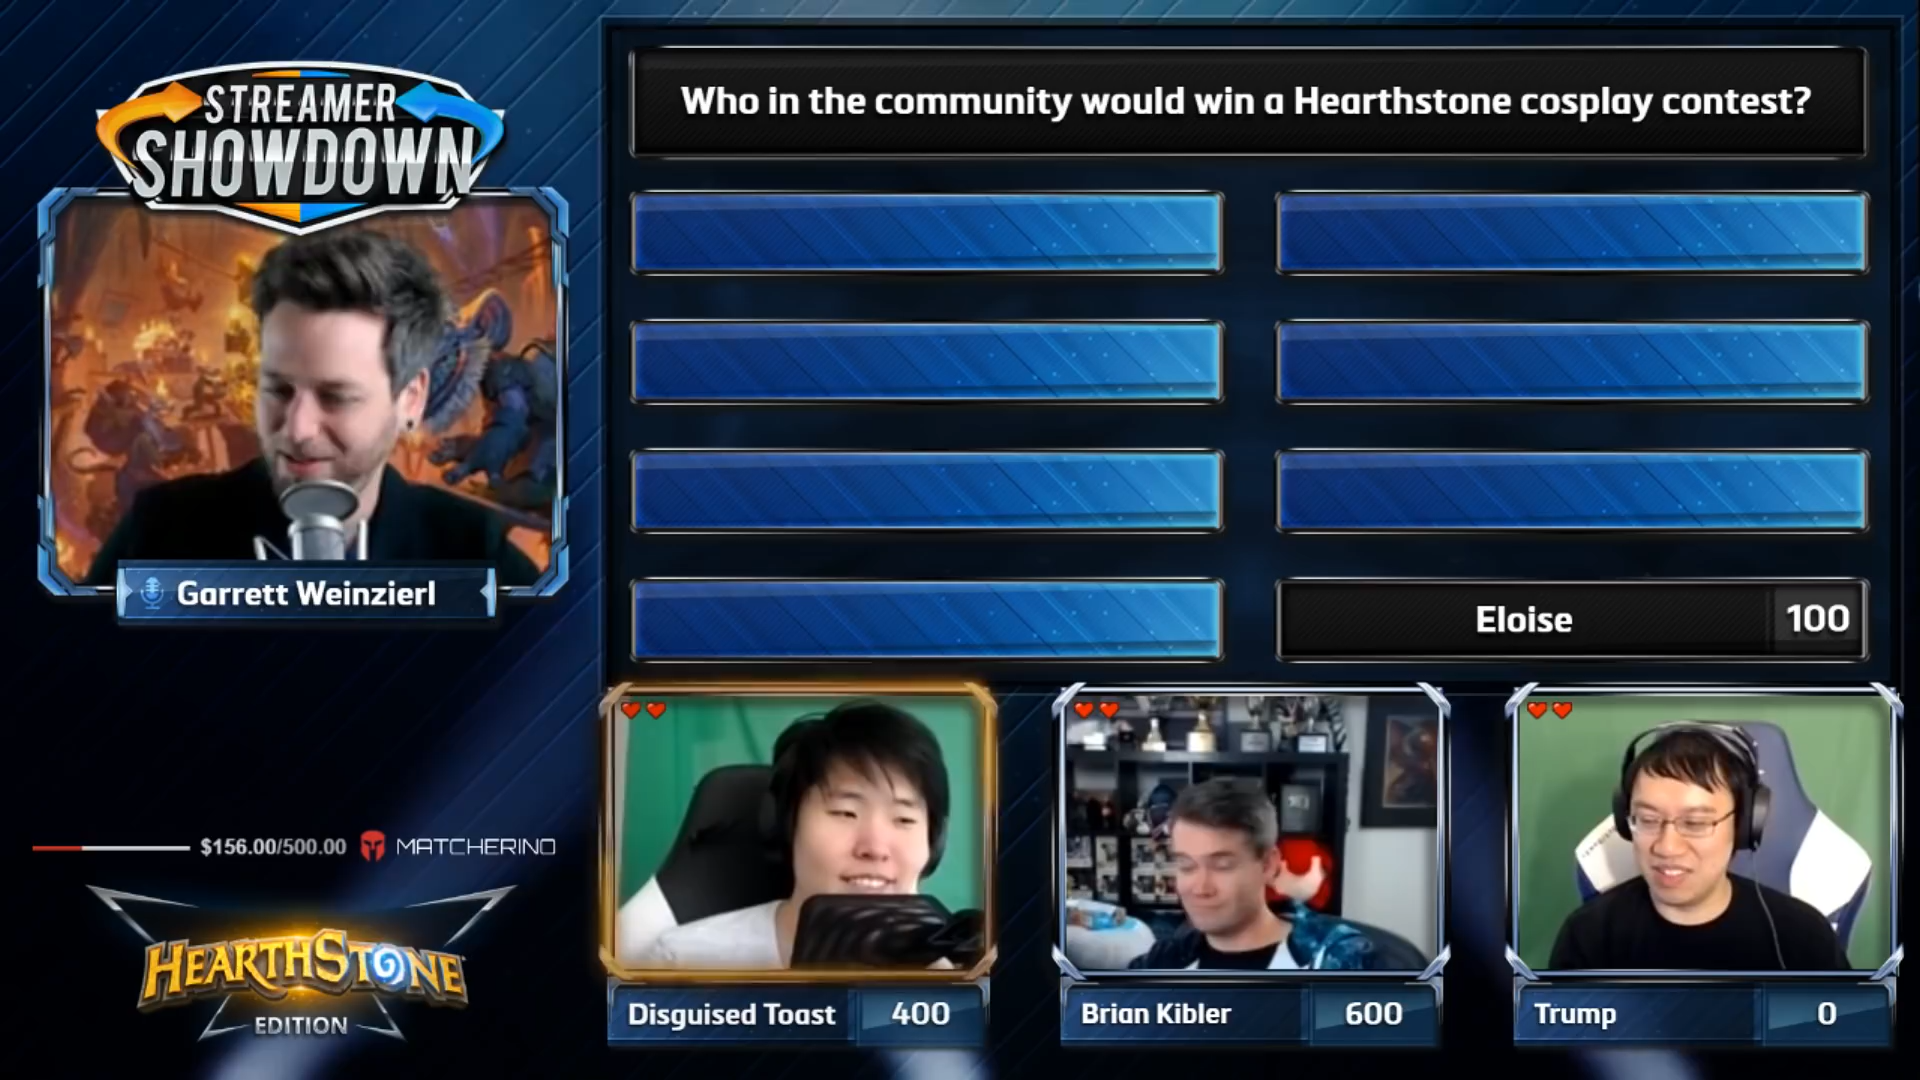 STREAMER
SHOWDOWN
Who in the community would win a Hearthstone cosplay contest?
Garrett Weinzierl
Eloise 100
$156.00/500.00 MATCHERINO
HEARTHSTONE
EDITION
Disguised Toast 400
Brian Kibler 600
Trump 0